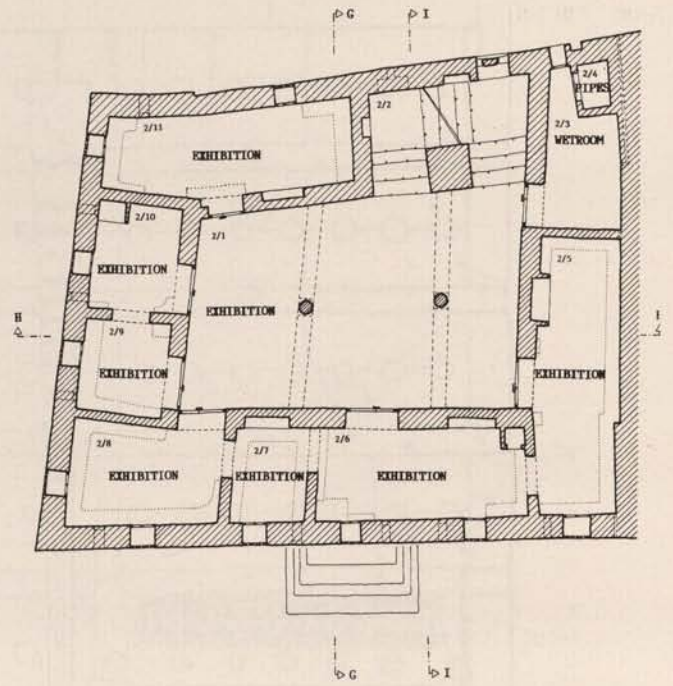 G
I
2/4
PIPES
2/2
2/3
WETROOM
2/11
EXHIBITION
2/10
EXHIBITION
2/1
EXHIBITION
2/5
EXHIBITION
H
2/9
EXHIBITION
2/8
EXHIBITION
2/7
EXHIBITION
2/6
EXHIBITION
G
I